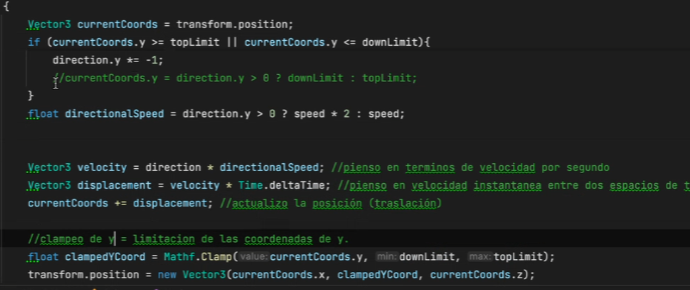 {
Vector3 currentCoords = transform.position;
if (currentCoords.y >= topLimit || currentCoords.y <= downLimit){
direction.y *= -1;
//currentCoords.y = direction.y > 0 ? downLimit : topLimit;
}
float directionalSpeed = direction.y > 0 ? speed * 2 : speed;
Vector3 velocity = direction * directionalSpeed; //pienso en terminos de velocidad por segundo
Vector3 displacement = velocity * Time.deltaTime; //pienso en velocidad instantanea entre dos espacios de t
currentCoords += displacement; //actualizo la posición (traslación)
//clampeo de y = limitacion de las coordenadas de y.
float clampedYCoord = Mathf.Clamp( value: currentCoords.y, min: downLimit, max: topLimit);
transform.position = new Vector3(currentCoords.x, clampedYCoord, currentCoords.z);